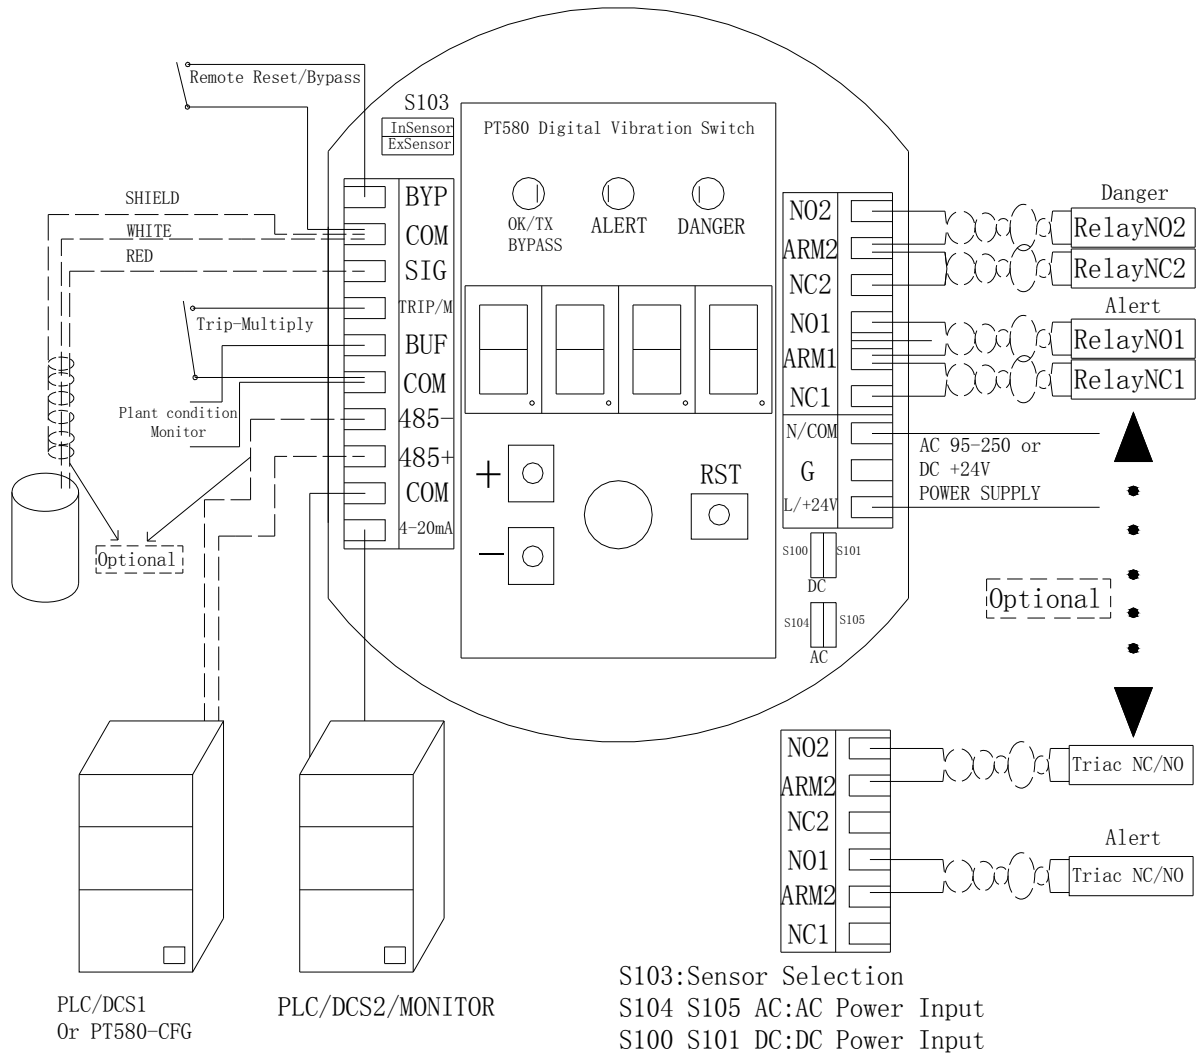 Remote Reset/Bypass
S103
InSensor
ExSensor
PT580 Digital Vibration Switch
OK/TX
BYPASS
ALERT
DANGER
SHIELD
WHITE
RED
Trip-Multiply
Plant condition
Monitor
Optional
BYP
COM
SIG
TRIP/M
BUF
COM
485-
485+
COM
4-20mA
+
-
RST
NO2
ARM2
NC2
NO1
ARM1
NC1
N/COM
G
L/+24V
S100
S101
DC
S104
S105
AC
Danger
RelayNO2
RelayNC2
Alert
RelayNO1
RelayNC1
AC 95-250 or
DC +24V
POWER SUPPLY
Optional
NO2
ARM2
NC2
NO1
ARM2
NC1
Triac NC/NO
Alert
Triac NC/NO
PLC/DCS1
Or PT580-CFG
PLC/DCS2/MONITOR
S103:Sensor Selection
S104 S105 AC:AC Power Input
S100 S101 DC:DC Power Input